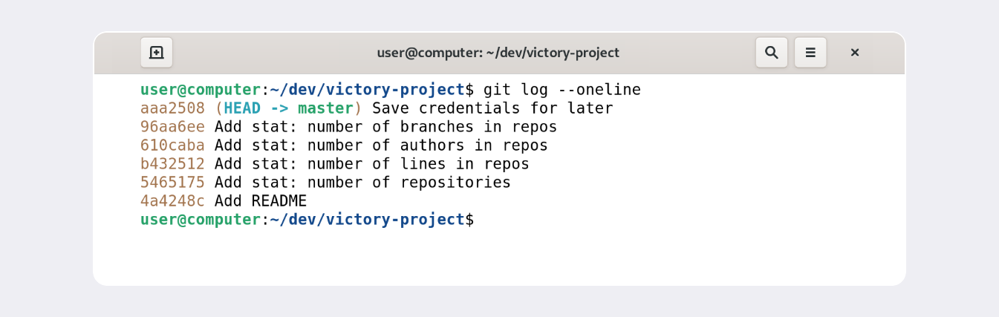 user@computer: ~/dev/victory-project
user@computer:~/dev/victory-project$ git log --oneline
aaa2508 (HEAD -> master) Save credentials for later
96aa6ee Add stat: number of branches in repos
610caba Add stat: number of authors in repos
b432512 Add stat: number of lines in repos
5465175 Add stat: number of repositories
4a4248c Add README
user@computer:~/dev/victory-project$